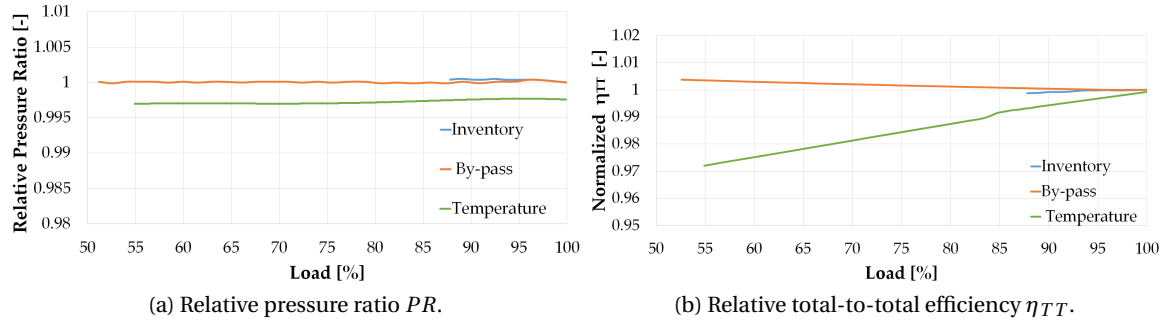 Relative Pressure Ratio [-]
1.01
1.005
1
0.995
0.99
0.985
0.98
Inventory
By-pass
Temperature
50 55 60 65 70 75 80 85 90 95 100
Load [%]
(a) Relative pressure ratio PR.
Normalized ηTT [-]
1.02
1.01
1
0.99
0.98
0.97
0.96
0.95
Inventory
By-pass
Temperature
50 55 60 65 70 75 80 85 90 95 100
Load [%]
(b) Relative total-to-total efficiency ηTT.